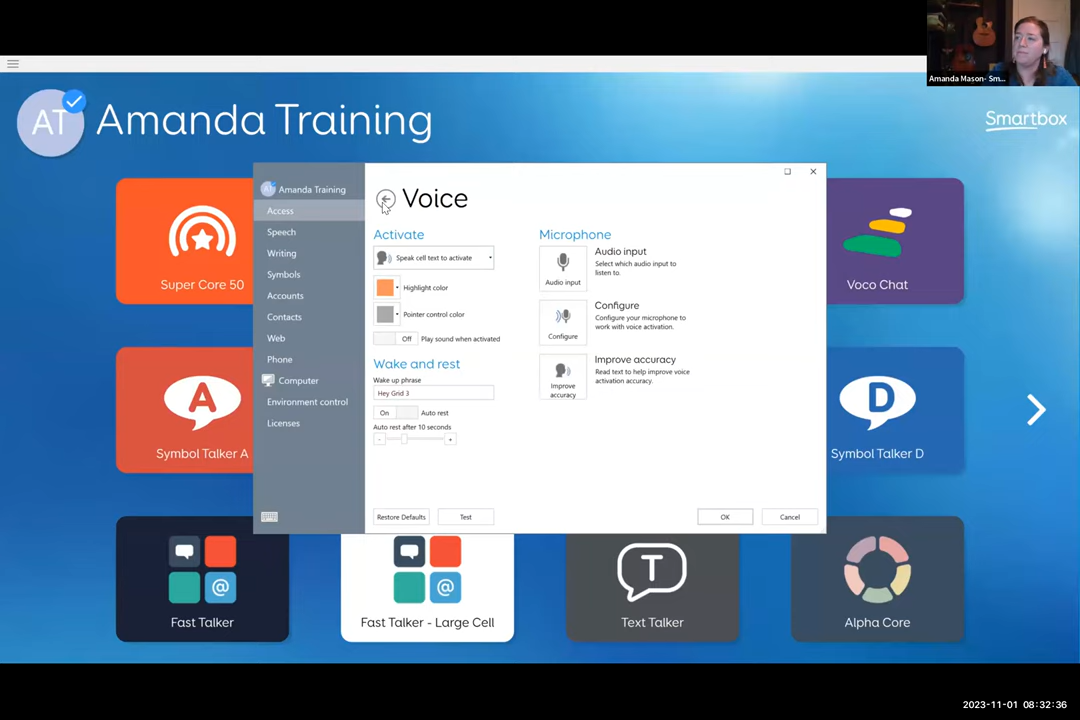 Amanda Mason- Sm...
AT
Amanda Training
Smartbox
Super Core 50
Voco Chat
A
Symbol Talker A
D
Symbol Talker D
@
Fast Talker
@
Fast Talker - Large Cell
T
Text Talker
Alpha Core
AT
Amanda Training
Access
Speech
Writing
Symbols
Accounts
Contacts
Web
Phone
Computer
Environment control
Licenses
Voice
Activate
Speak cell text to activate
Highlight color
Pointer control color
Off
Play sound when activated
Wake and rest
Wake up phrase
Hey Grid 3
On
Auto rest
Auto rest after 10 seconds
-
+
Microphone
Audio input
Audio input
Select which audio input to
listen to.
Configure
Configure
Configure your microphone to
work with voice activation.
Improve
accuracy
Improve accuracy
Read text to help improve voice
activation accuracy.
Restore Defaults
Test
OK
Cancel
2023-11-01 08:32:36